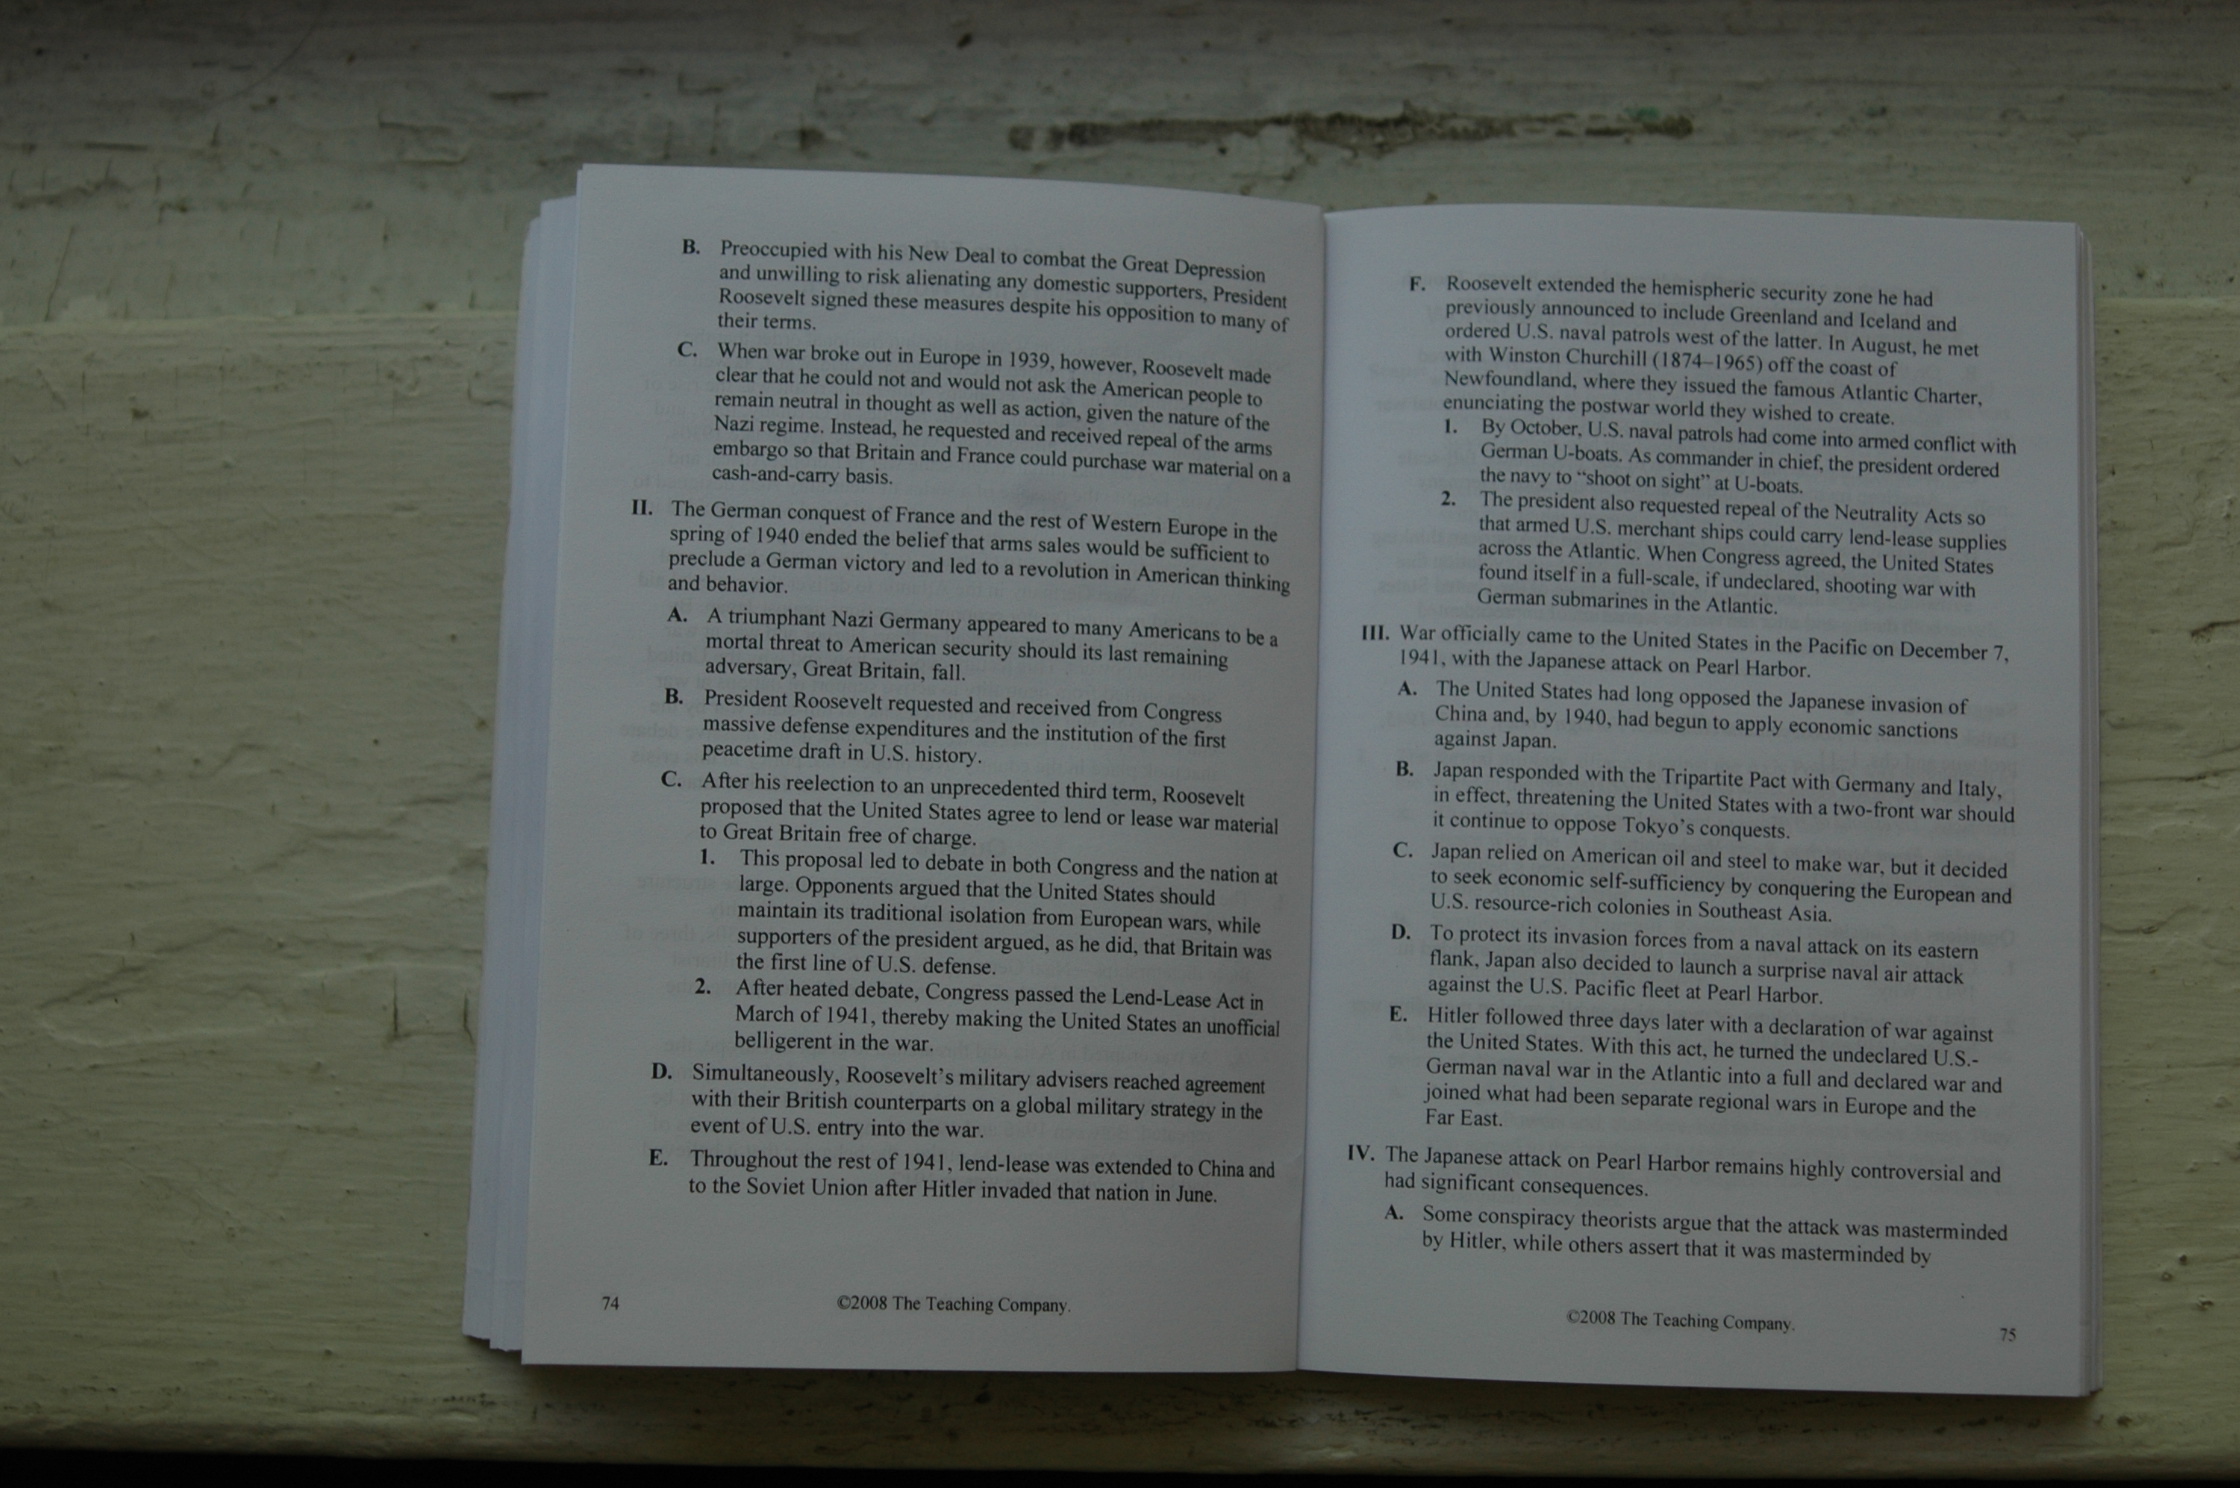 B. Preoccupied with his New Deal to combat the Great Depression
and unwilling to risk alienating any domestic supporters, President
Roosevelt signed these measures despite his opposition to many of
their terms.
C. When war broke out in Europe in 1939, however, Roosevelt made
clear that he could not and would not ask the American people to
remain neutral in thought as well as action, given the nature of the
Nazi regime. Instead, he requested and received repeal of the arms
embargo so that Britain and France could purchase war material on a
cash-and-carry basis.
II. The German conquest of France and the rest of Western Europe in the
spring of 1940 ended the belief that arms sales would be sufficient to
preclude a German victory and led to a revolution in American thinking
and behavior.
A. A triumphant Nazi Germany appeared to many Americans to be a
mortal threat to American security should its last remaining
adversary, Great Britain, fall.
B. President Roosevelt requested and received from Congress
massive defense expenditures and the institution of the first
peacetime draft in U.S. history.
C. After his reelection to an unprecedented third term, Roosevelt
proposed that the United States agree to lend or lease war material
to Great Britain free of charge.
1. This proposal led to debate in both Congress and the nation at
large. Opponents argued that the United States should
maintain its traditional isolation from European wars, while
supporters of the president argued, as he did, that Britain was
the first line of U.S. defense.
2. After heated debate, Congress passed the Lend-Lease Act in
March of 1941, thereby making the United States an unofficial
belligerent in the war.
D. Simultaneously, Roosevelt's military advisers reached agreement
with their British counterparts on a global military strategy in the
event of U.S. entry into the war.
E. Throughout the rest of 1941, lend-lease was extended to China and
to the Soviet Union after Hitler invaded that nation in June.
74 ©2008 The Teaching Company.
F. Roosevelt extended the hemispheric security zone he had
previously announced to include Greenland and Iceland and
ordered U.S. naval patrols west of the latter. In August, he met
with Winston Churchill (1874–1965) off the coast of
Newfoundland, where they issued the famous Atlantic Charter,
enunciating the postwar world they wished to create.
1. By October, U.S. naval patrols had come into armed conflict with
German U-boats. As commander in chief, the president ordered
the navy to “shoot on sight” at U-boats.
2. The president also requested repeal of the Neutrality Acts so
that armed U.S. merchant ships could carry lend-lease supplies
across the Atlantic. When Congress agreed, the United States
found itself in a full-scale, if undeclared, shooting war with
German submarines in the Atlantic.
III. War officially came to the United States in the Pacific on December 7,
1941, with the Japanese attack on Pearl Harbor.
A. The United States had long opposed the Japanese invasion of
China and, by 1940, had begun to apply economic sanctions
against Japan.
B. Japan responded with the Tripartite Pact with Germany and Italy,
in effect, threatening the United States with a two-front war should
it continue to oppose Tokyo's conquests.
C. Japan relied on American oil and steel to make war, but it decided
to seek economic self-sufficiency by conquering the European and
U.S. resource-rich colonies in Southeast Asia.
D. To protect its invasion forces from a naval attack on its eastern
flank, Japan also decided to launch a surprise naval air attack
against the U.S. Pacific fleet at Pearl Harbor.
E. Hitler followed three days later with a declaration of war against
the United States. With this act, he turned the undeclared U.S.-
German naval war in the Atlantic into a full and declared war and
joined what had been separate regional wars in Europe and the
Far East.
IV. The Japanese attack on Pearl Harbor remains highly controversial and
had significant consequences.
A. Some conspiracy theorists argue that the attack was masterminded
by Hitler, while others assert that it was masterminded by
©2008 The Teaching Company. 75